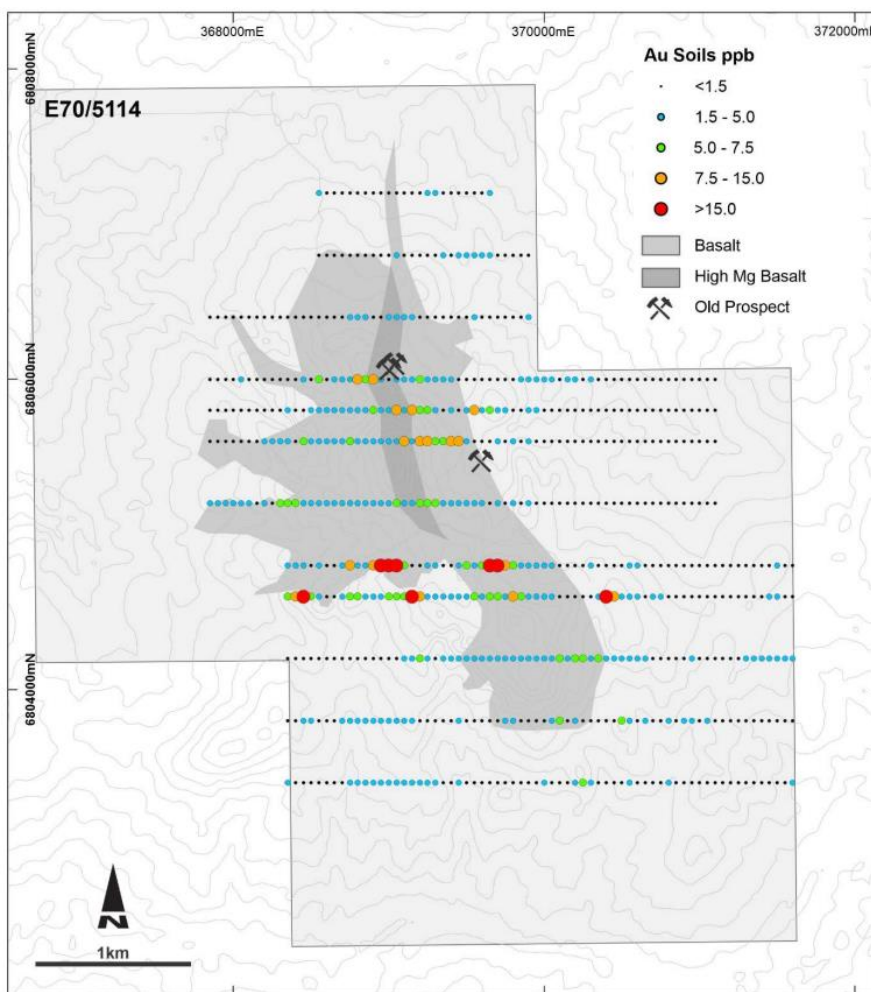 368000mE
370000mE
372000mE
6808000mN
6806000mN
6804000mN
E70/5114
Au Soils ppb
<1.5
1.5 - 5.0
5.0 - 7.5
7.5 - 15.0
>15.0
Basalt
High Mg Basalt
Old Prospect
N
1km